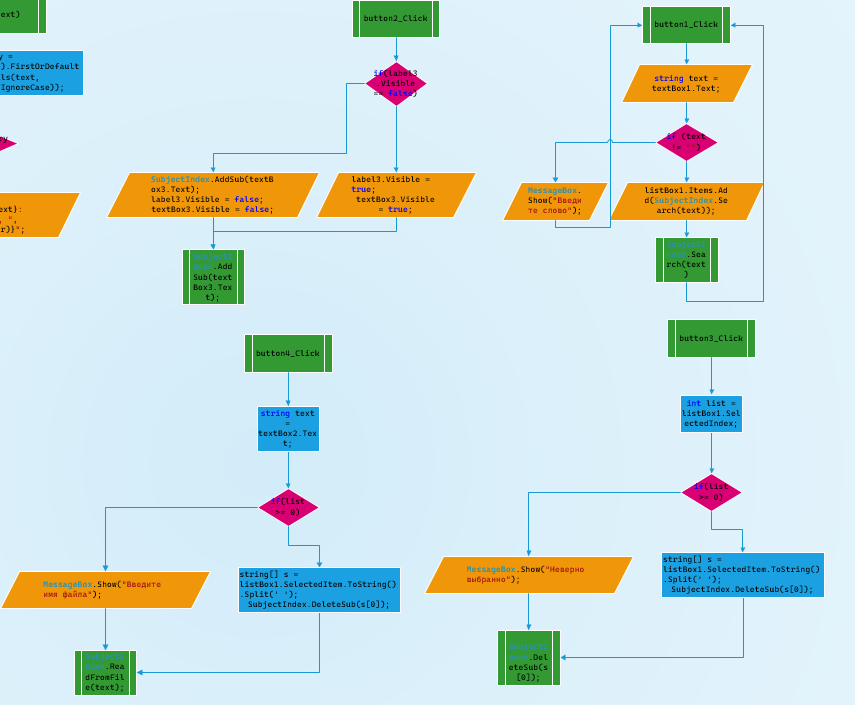 ext)
y =
).FirstOrDefault
ls(text,
IgnoreCase));
py
ext}:
, ",
r)}";
button2_Click
if(label3
.Visible
== false)
SubjectIndex.AddSub(textB
ox3.Text);
label3.Visible = false;
textBox3.Visible = false;
label3.Visible =
true;
textBox3.Visible
= true;
.Add
Sub(text
Box3.Tex
t);
button1_Click
string text =
textBox1.Text;
if (text
!= '')
MessageBox.
Show("Введи
те слово");
listBox1.Items.Ad
d(SubjectIndex.Se
arch(text));
.Sea
rch(text
)
button4_Click
string text
=
textBox2.Tex
t;
if(list
>= 0)
MessageBox.Show("Введите
имя файла");
string[] s =
listBox1.SelectedItem.ToString()
.Split(' ');
SubjectIndex.DeleteSub(s[0]);
.Rea
dFromFil
e(text);
button3_Click
int list =
listBox1.Sel
ectedIndex;
if(list
>= 0)
MessageBox.Show("Неверно
выбранно");
string[] s =
listBox1.SelectedItem.ToString()
.Split(' ');
SubjectIndex.DeleteSub(s[0]);
.Del
eteSub(s
[0]);